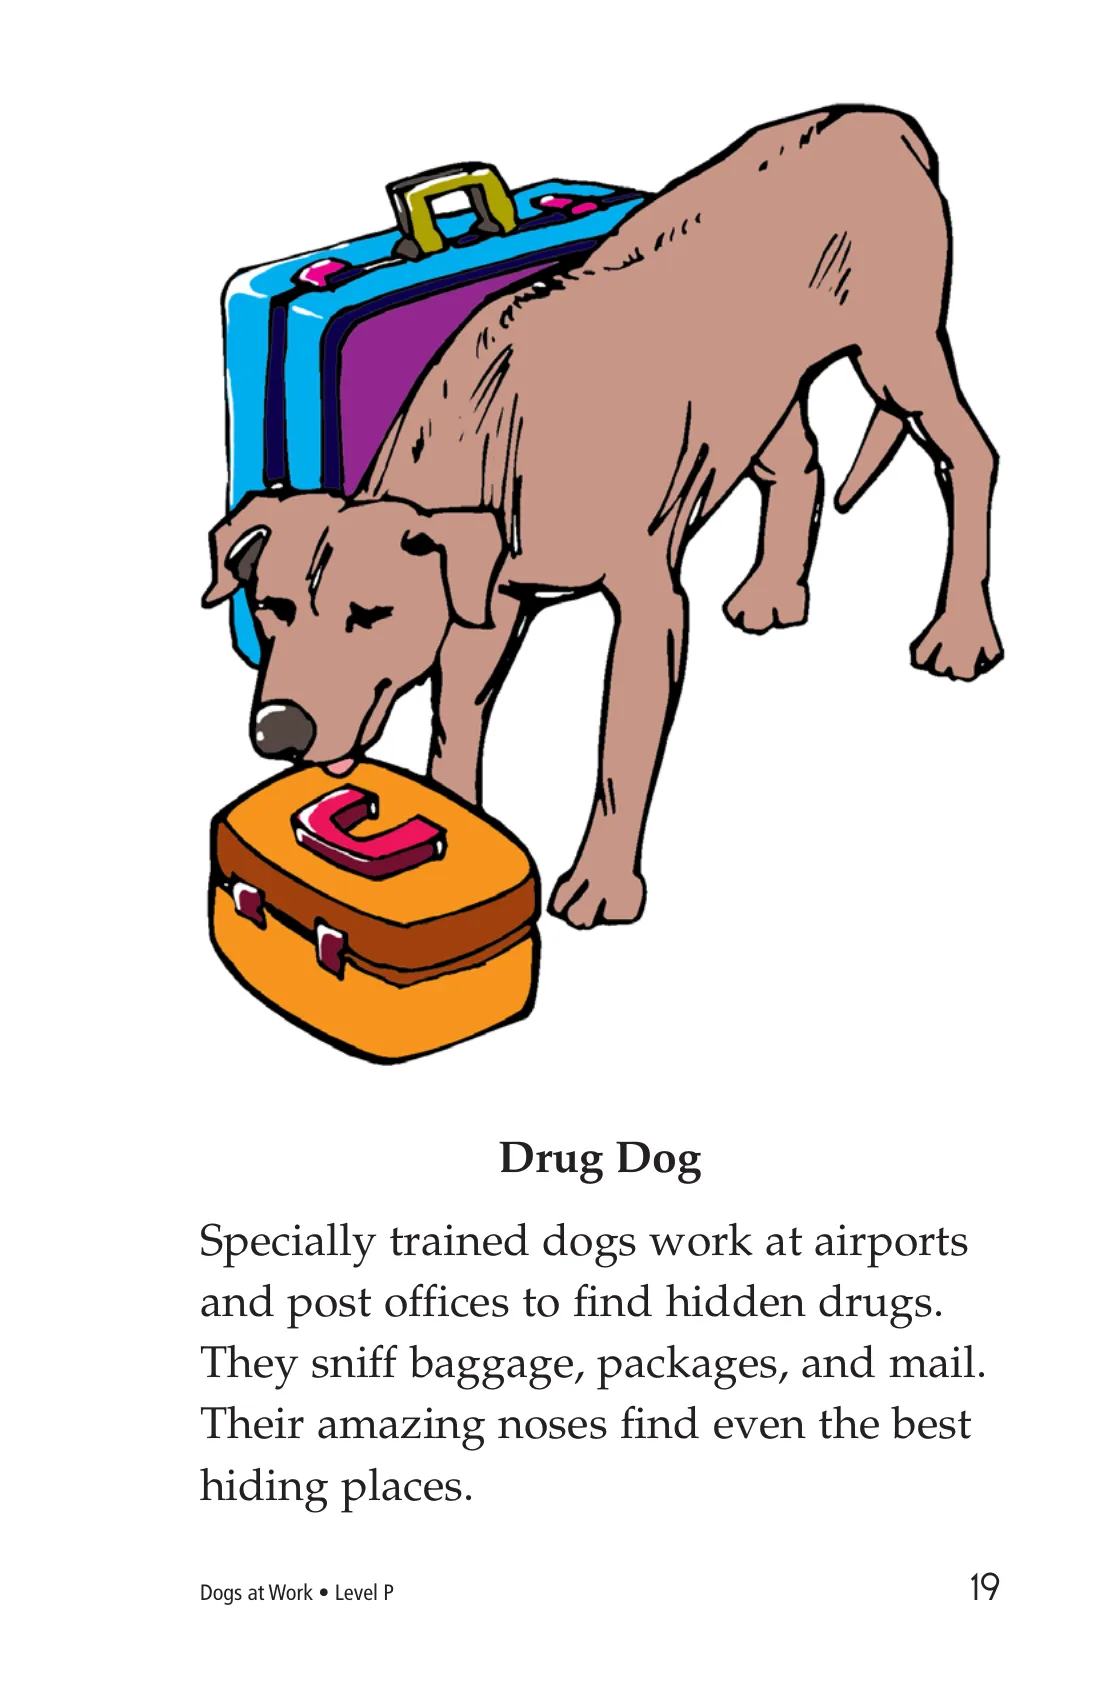 Drug Dog
Specially trained dogs work at airports
and post offices to find hidden drugs.
They sniff baggage, packages, and mail.
Their amazing noses find even the best
hiding places.
Dogs at Work • Level P
19